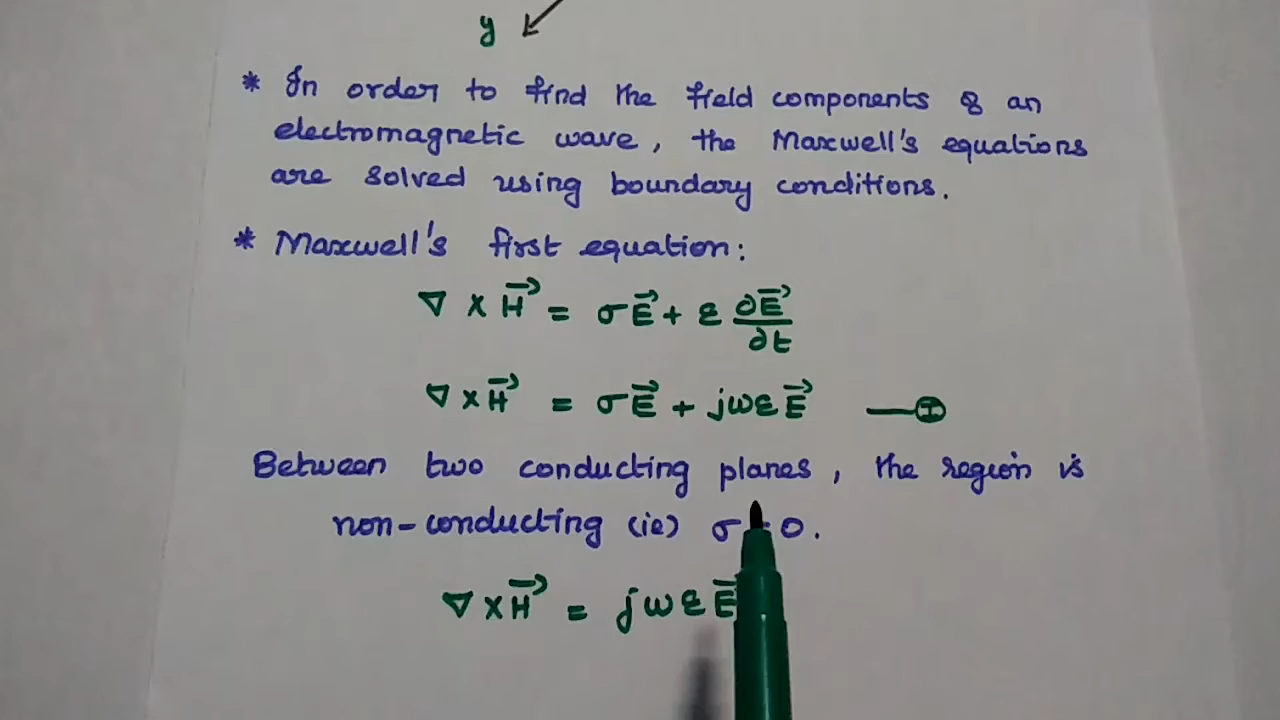 y
* In order to find the field components of an
electromagnetic wave, the Maxwell's equations
are solved using boundary conditions.
* Maxwell's first equation:
∇ × H⃗ = σE⃗ + ε ∂E⃗/∂t
∇ × H⃗ = σE⃗ + jωεE⃗ —Ⓘ
Between two conducting planes, the region is
non-conducting (ie) σ = 0.
∇ × H⃗ = jωεE⃗